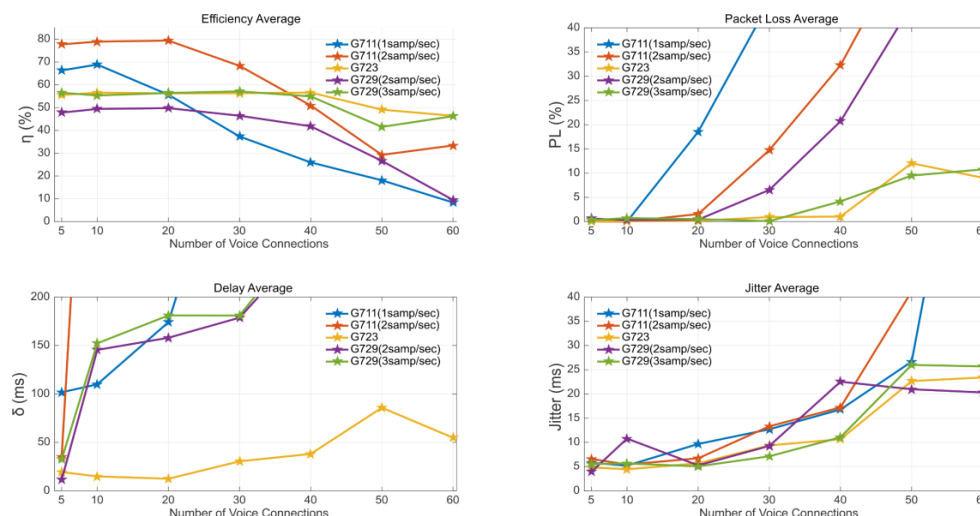 Efficiency Average
80
70
60
50
40
30
20
10
0
η (%)
5 10 20 30 40 50 60
Number of Voice Connections
G711(1samp/sec)
G711(2samp/sec)
G723
G729(2samp/sec)
G729(3samp/sec)
Packet Loss Average
40
35
30
25
20
15
10
5
0
PL (%)
5 10 20 30 40 50 60
Number of Voice Connections
G711(1samp/sec)
G711(2samp/sec)
G723
G729(2samp/sec)
G729(3samp/sec)
Delay Average
200
150
100
50
0
δ (ms)
5 10 20 30 40 50 60
Number of Voice Connections
G711(1samp/sec)
G711(2samp/sec)
G723
G729(2samp/sec)
G729(3samp/sec)
Jitter Average
40
35
30
25
20
15
10
5
0
Jitter (ms)
5 10 20 30 40 50
Number of Voice Connections
G711(1samp/sec)
G711(2samp/sec)
G723
G729(2samp/sec)
G729(3samp/sec)